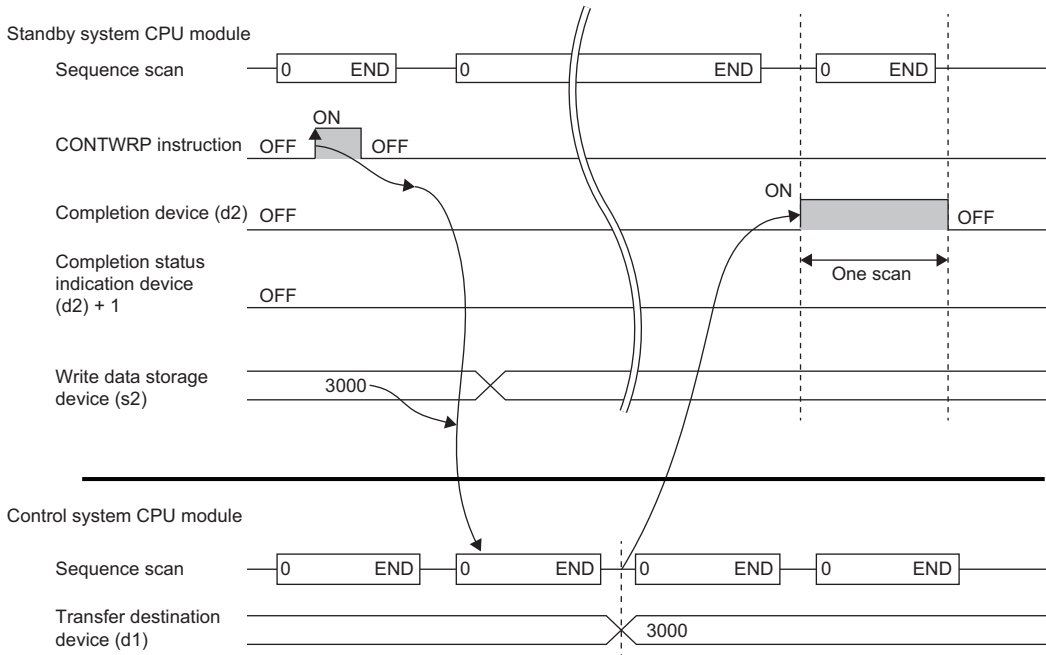 Standby system CPU module
Sequence scan
0 END 0 END 0 END
ON
CONTWRP instruction OFF OFF
ON
Completion device (d2) OFF OFF
Completion status
indication device
(d2) + 1
OFF
One scan
Write data storage
device (s2)
3000
Control system CPU module
Sequence scan
0 END 0 END 0 END 0 END
Transfer destination
device (d1)
3000